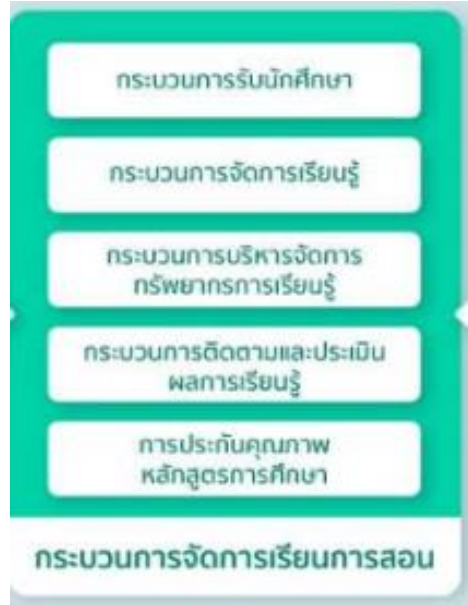 กระบวนการรับนักศึกษา
กระบวนการจัดการเรียนรู้
กระบวนการบริหารจัดการ
ทรัพยากรการเรียนรู้
กระบวนการติดตามและประเมิน
ผลการเรียนรู้
การประกันคุณภาพ
หลักสูตรการศึกษา
กระบวนการจัดการเรียนการสอน